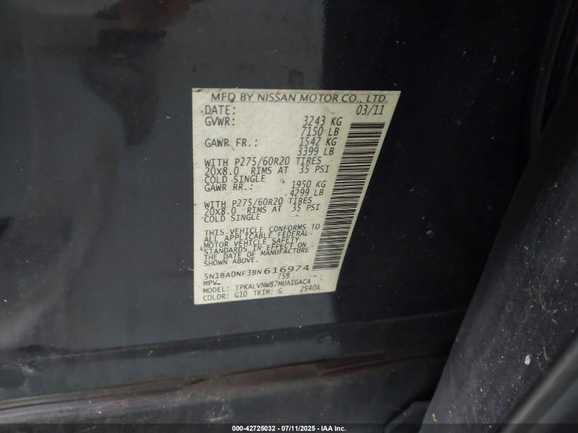 MFD BY NISSAN MOTOR CO., LTD.
DATE: 03/11
GVWR: 3243 KG
7150 LB
GAWR FR.: 1542 KG
3399 LB
WITH P275/60R20 TIRES
20x8.0 RIMS AT 35 PSI
COLD SINGLE
GAWR RR.: 1950 KG
4299 LB
WITH P275/60R20 TIRES
20x8.0 RIMS AT 35 PSI
COLD SINGLE
THIS VEHICLE CONFORMS TO
ALL APPLICABLE FEDERAL
MOTOR VEHICLE SAFETY
STANDARDS IN EFFECT ON
THE DATE OF MANUFACTURE
SHOWN ABOVE.
616974
MPV
MODEL:
COLOR: G10 TRIM: G
000-42725032 - 07/11/2025 - IAA Inc.